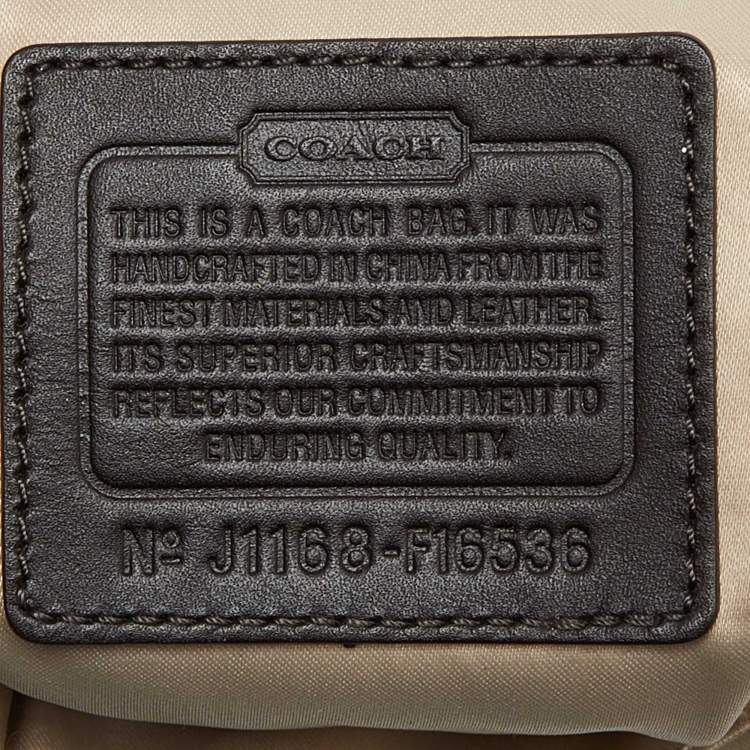 COACH
THIS IS A COACH BAG. IT WAS
HANDCRAFTED IN CHINA FROM THE
FINEST MATERIALS AND LEATHER.
ITS SUPERIOR CRAFTSMANSHIP
REFLECTS OUR COMMITMENT TO
ENDURING QUALITY.
Nº J1168-F16536